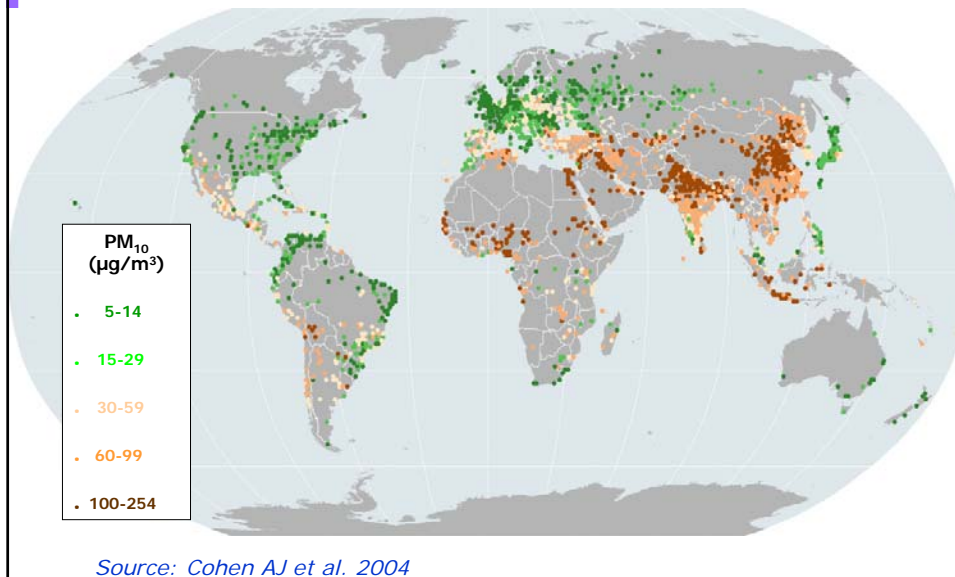 PM₁₀
(µg/m³)
. 5-14
. 15-29
. 30-59
. 60-99
. 100-254
Source: Cohen AJ et al. 2004